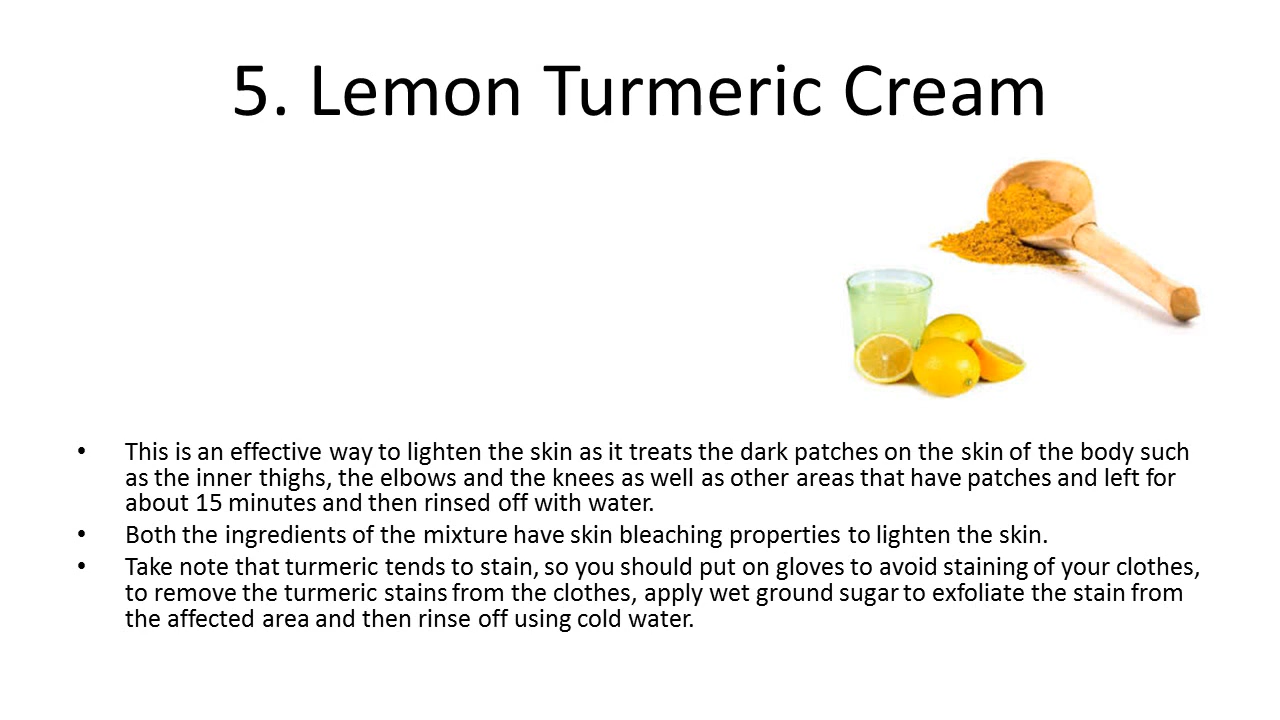 5. Lemon Turmeric Cream
• This is an effective way to lighten the skin as it treats the dark patches on the skin of the body such
as the inner thighs, the elbows and the knees as well as other areas that have patches and left for
about 15 minutes and then rinsed off with water.
• Both the ingredients of the mixture have skin bleaching properties to lighten the skin.
• Take note that turmeric tends to stain, so you should put on gloves to avoid staining of your clothes,
to remove the turmeric stains from the clothes, apply wet ground sugar to exfoliate the stain from
the affected area and then rinse off using cold water.